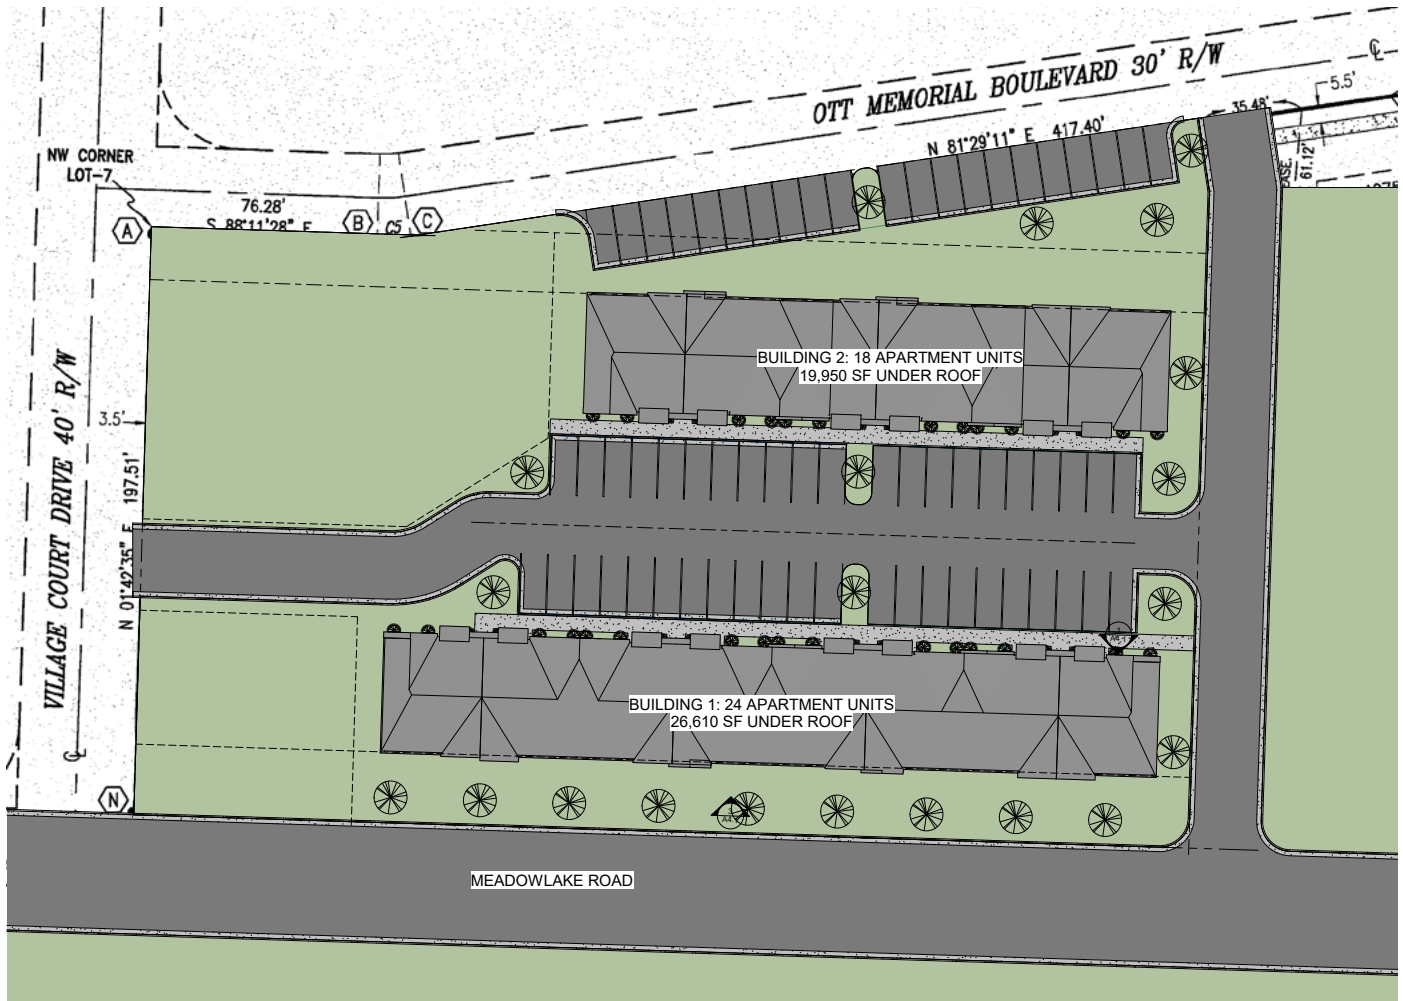 OTT MEMORIAL BOULEVARD 30' R/W
5.5'
35.48'
N 81°29'11" E 417.40'
61.12'
NW CORNER
LOT-7
76.28'
S 88°11'28" E
A
B
C5
C
BUILDING 2: 18 APARTMENT UNITS
19,950 SF UNDER ROOF
3.5'
VILLAGE COURT DRIVE 40' R/W
N 01°42'35" E 197.51'
BUILDING 1: 24 APARTMENT UNITS
26,610 SF UNDER ROOF
N
MEADOWLAKE ROAD